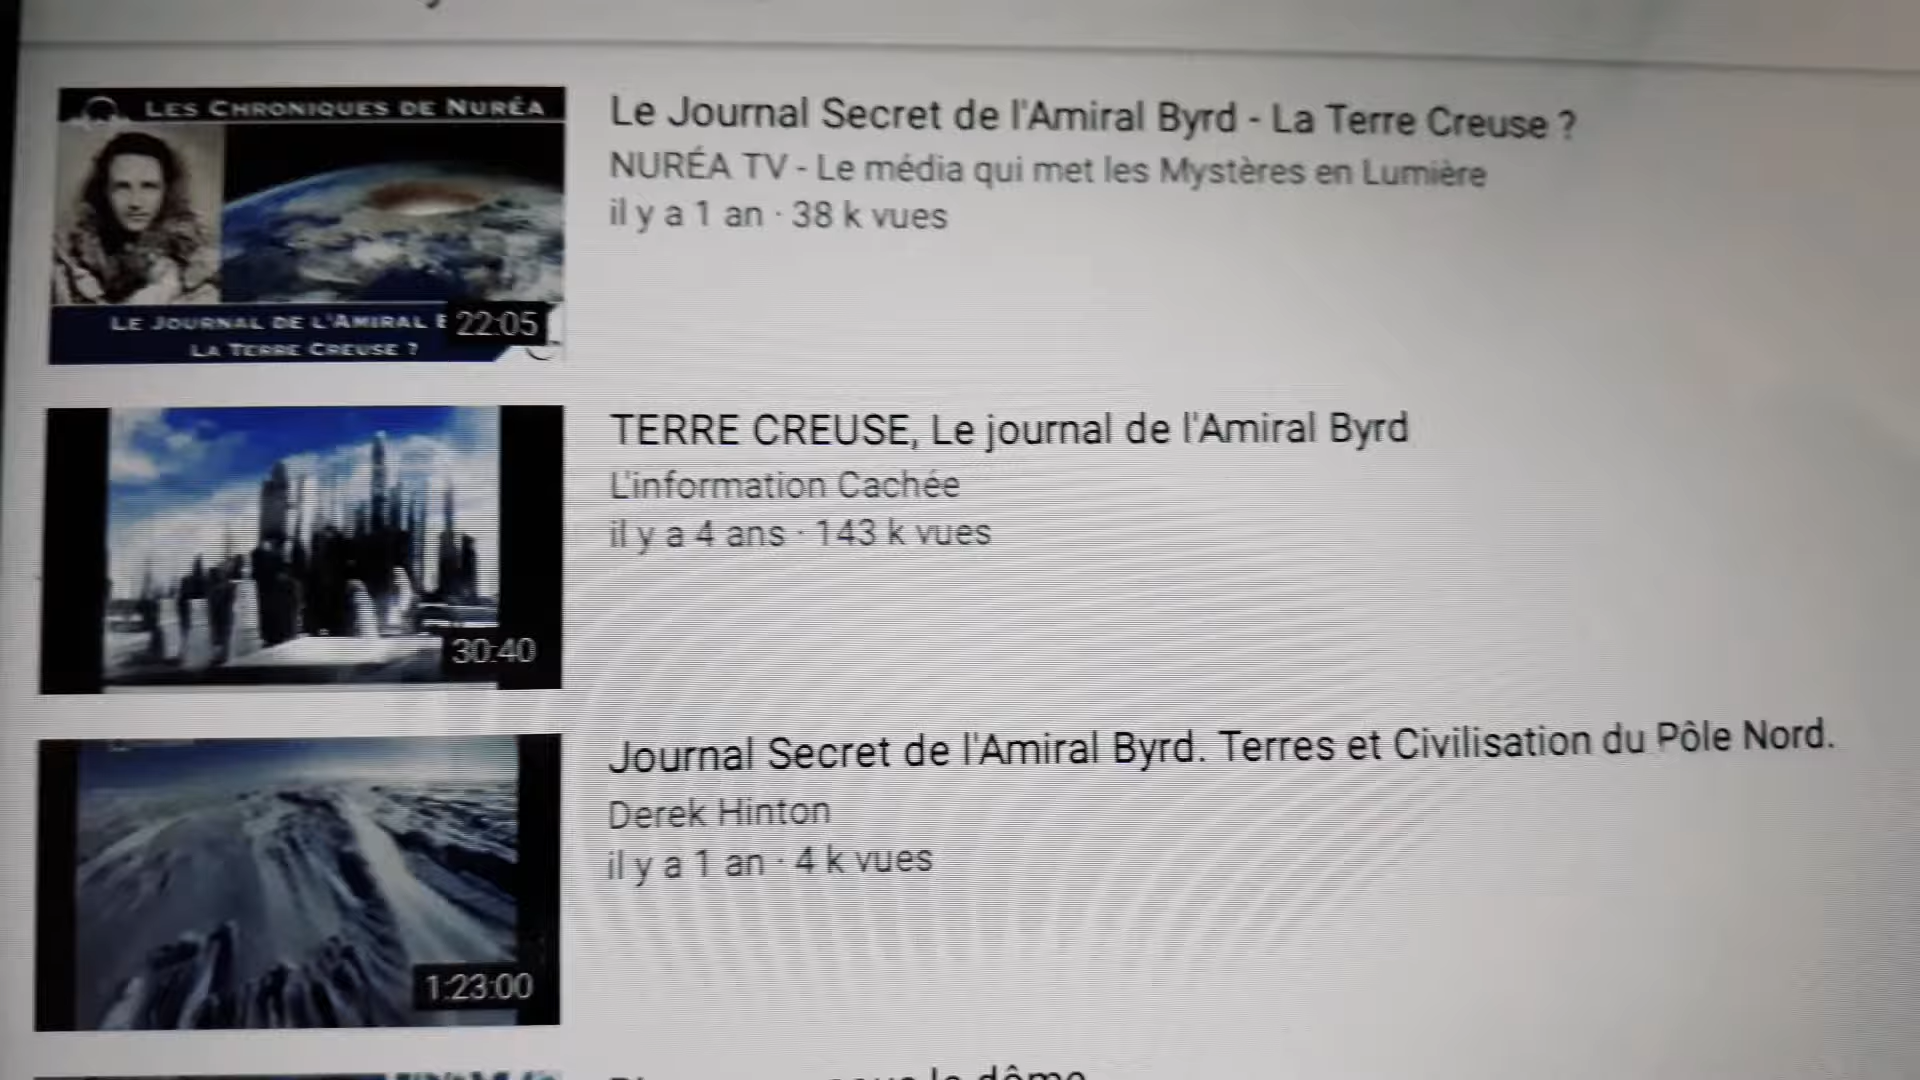 LES CHRONIQUES DE NURÉA
LE JOURNAL DE L'AMIRAL
LA TERRE CREUSE ?
22:05
Le Journal Secret de l'Amiral Byrd - La Terre Creuse ?
NURÉA TV - Le média qui met les Mystères en Lumière
il y a 1 an · 38 k vues
30:40
TERRE CREUSE, Le journal de l'Amiral Byrd
L'information Cachée
il y a 4 ans · 143 k vues
1:23:00
Journal Secret de l'Amiral Byrd. Terres et Civilisation du Pôle Nord.
Derek Hinton
il y a 1 an · 4 k vues
le dôme